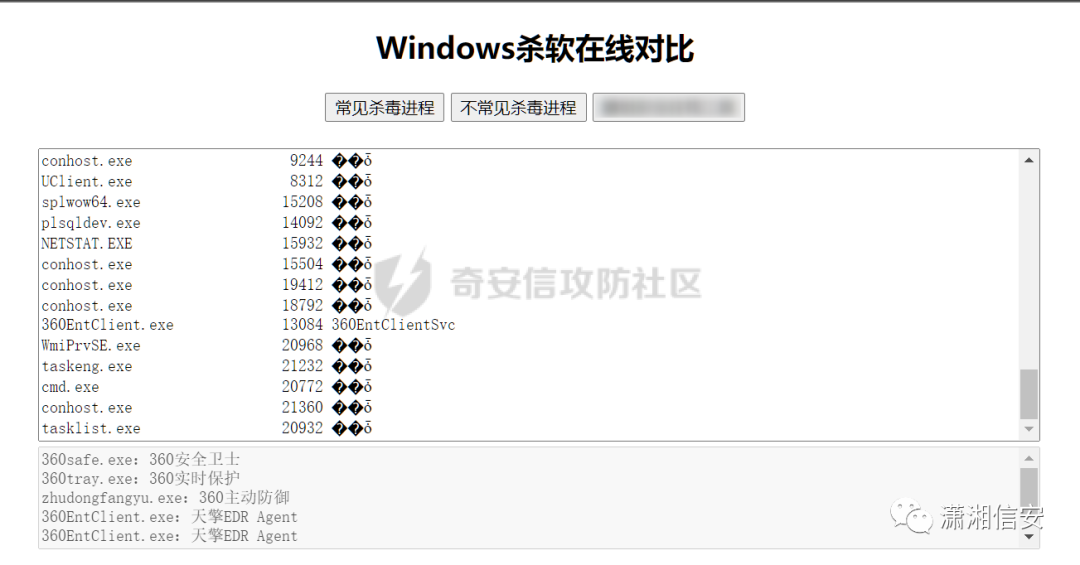 Windows杀软在线对比
常见杀毒进程 不常见杀毒进程
conhost.exe 9244 ��ȱ
UClient.exe 8312 ��ȱ
splwow64.exe 15208 ��ȱ
plsqldev.exe 14092 ��ȱ
NETSTAT.EXE 15932 ��ȱ
conhost.exe 15504 ��ȱ
conhost.exe 19412 ��ȱ
conhost.exe 18792 ��ȱ
360EntClient.exe 13084 360EntClientSvc
WmiPrvSE.exe 20968 ��ȱ
taskeng.exe 21232 ��ȱ
cmd.exe 20772 ��ȱ
conhost.exe 21360 ��ȱ
tasklist.exe 20932 ��ȱ
奇安信攻防社区
360safe.exe: 360安全卫士
360tray.exe: 360实时保护
zhudongfangyu.exe: 360主动防御
360EntClient.exe: 天擎EDR Agent
360EntClient.exe: 天擎EDR Agent
潇湘信安